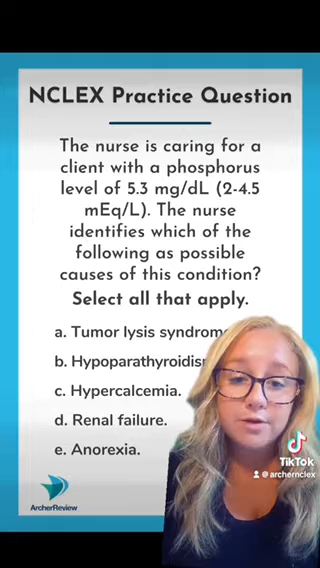 NCLEX Practice Question
The nurse is caring for a
client with a phosphorus
level of 5.3 mg/dL (2-4.5
mEq/L). The nurse
identifies which of the
following as possible
causes of this condition?
Select all that apply.
a. Tumor lysis
b.
c. Hypercalcemia.
d. Renal failure.
e. Anorexia.
TikTok
@archernclex
ArcherReview